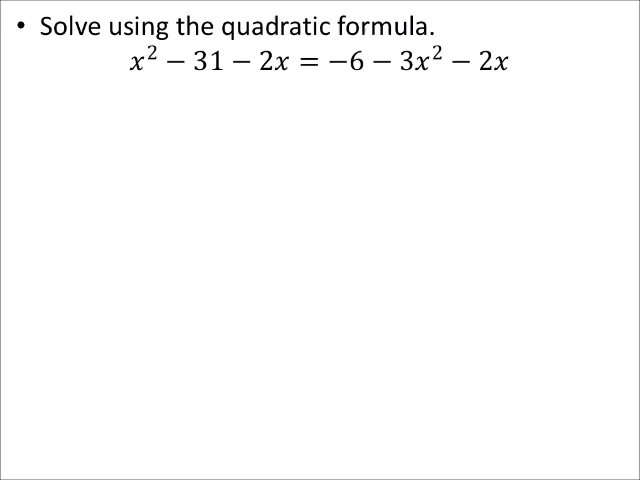 • Solve using the quadratic formula.
x² − 31 − 2x = −6 − 3x² − 2x